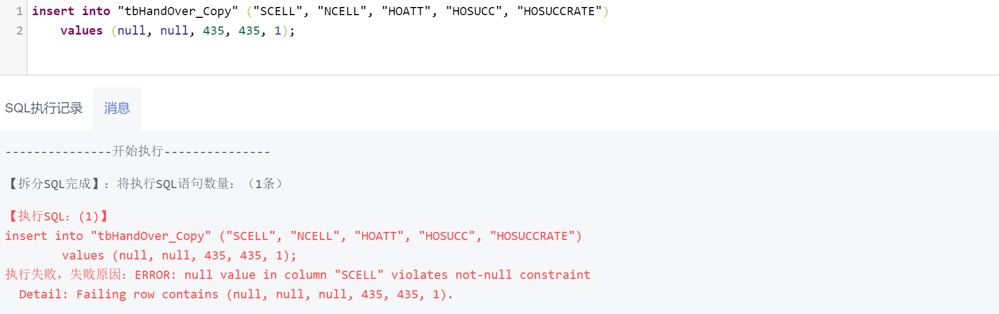 1 insert into "tbHandOver_Copy" ("SCELL", "NCELL", "HOATT", "HOSUCC", "HOSUCCRATE")
2     values (null, null, 435, 435, 1);
SQL执行记录 消息
---------------开始执行---------------
【拆分SQL完成】：将执行SQL语句数量：（1条）
【执行SQL：(1)】
insert into "tbHandOver_Copy" ("SCELL", "NCELL", "HOATT", "HOSUCC", "HOSUCCRATE")
        values (null, null, 435, 435, 1);
执行失败，失败原因：ERROR: null value in column "SCELL" violates not-null constraint
  Detail: Failing row contains (null, null, null, 435, 435, 1).